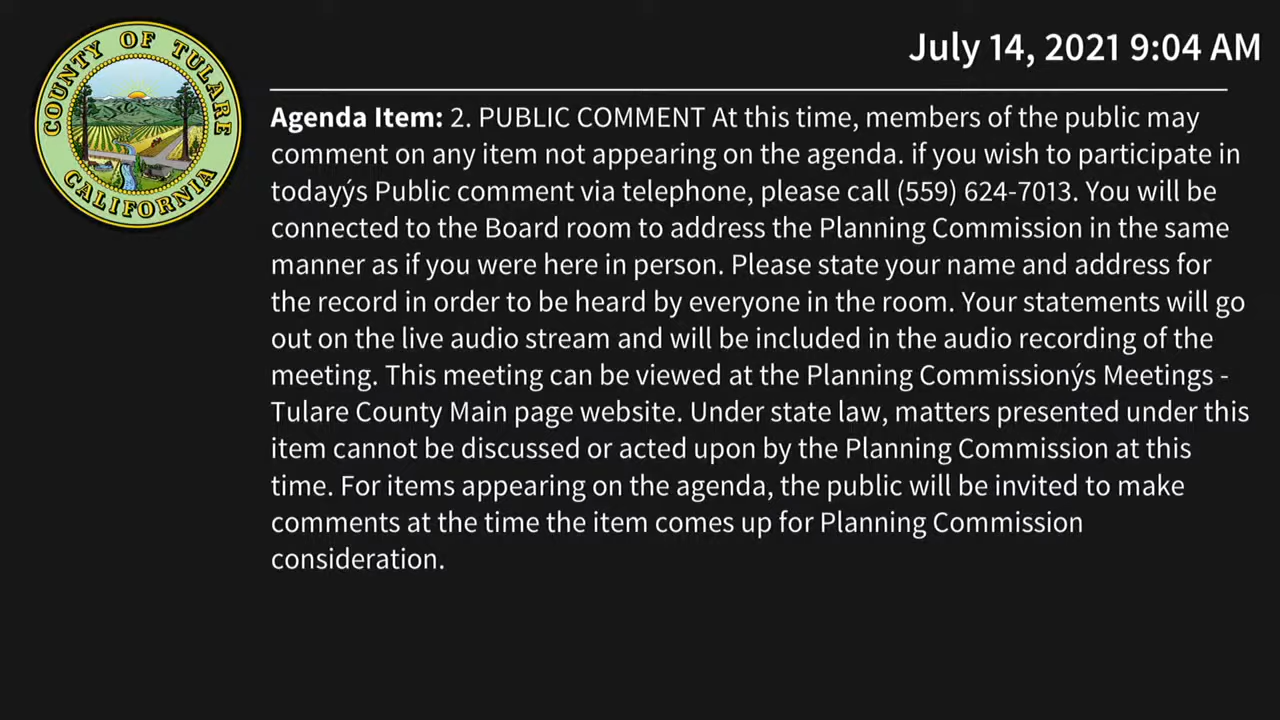 COUNTY OF TULARE
CALIFORNIA
July 14, 2021 9:04 AM
Agenda Item: 2. PUBLIC COMMENT At this time, members of the public may
comment on any item not appearing on the agenda. if you wish to participate in
todayýs Public comment via telephone, please call (559) 624-7013. You will be
connected to the Board room to address the Planning Commission in the same
manner as if you were here in person. Please state your name and address for
the record in order to be heard by everyone in the room. Your statements will go
out on the live audio stream and will be included in the audio recording of the
meeting. This meeting can be viewed at the Planning Commissionýs Meetings -
Tulare County Main page website. Under state law, matters presented under this
item cannot be discussed or acted upon by the Planning Commission at this
time. For items appearing on the agenda, the public will be invited to make
comments at the time the item comes up for Planning Commission
consideration.